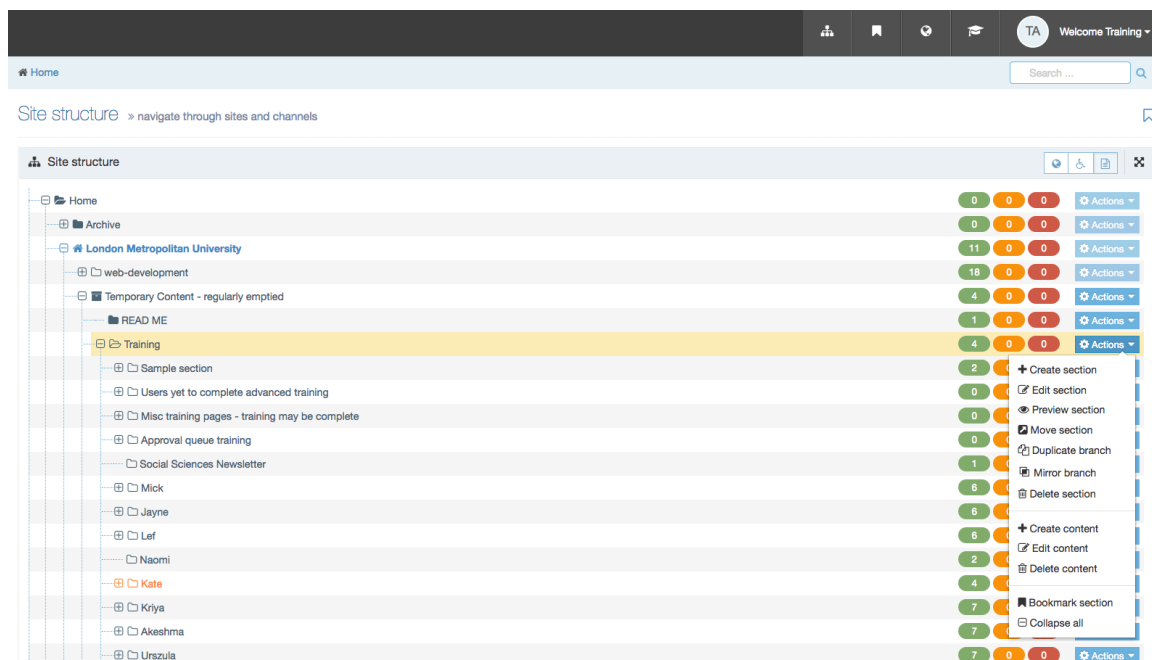 TA Welcome Training
Home Search ...
Site structure » navigate through sites and channels
Site structure
Home 0 0 0 Actions
Archive 0 0 0 Actions
London Metropolitan University 11 0 0 Actions
web-development 18 0 0 Actions
Temporary Content - regularly emptied 4 0 0 Actions
READ ME 1 0 0 Actions
Training 4 0 0 Actions
Sample section 2
Create section
Users yet to complete advanced training 0
Edit section
Preview section
Misc training pages - training may be complete 0
Move section
Approval queue training 0
Duplicate branch
Social Sciences Newsletter 1
Mirror branch
Mick 6
Delete section
Jayne 6
Create content
Lef 6
Edit content
Naomi 2
Delete content
Kate 4
Bookmark section
Kriya 7
Collapse all
Akeshma 7
Urszula 7 0 0 Actions